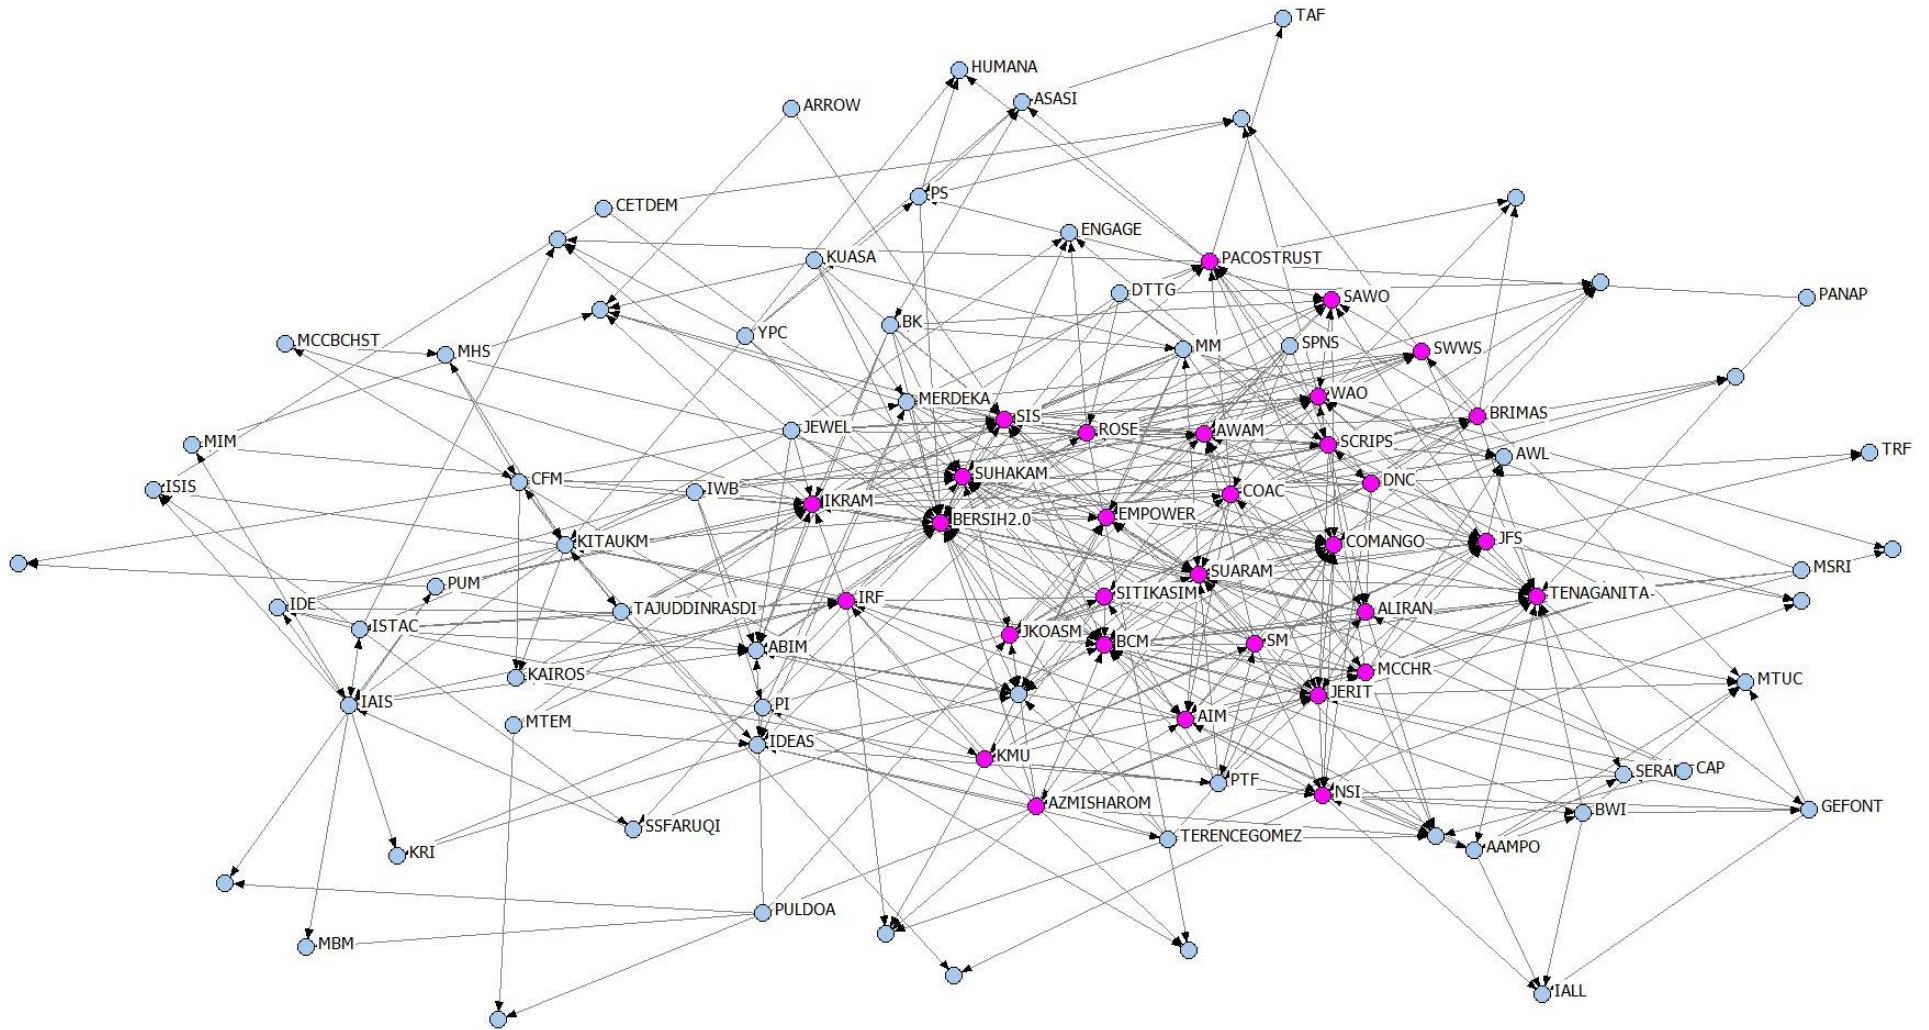 TAF
HUMANA
ASASI
ARROW
PS
CETDEM
ENGAGE
KUASA
PACOSTRUST
DTTG
SAWO
PANAP
BK
YPC
MCCBCHST
MHS
MM
SPNS
SWWS
MERDEKA
WAO
SIS
BRIMAS
JEWEL
ROSE
AWAM
SCRIPS
MIM
TRF
AWL
SUHAKAM
CFM
DNC
ISIS
IWB
COAC
IKRAM
EMPOWER
BERSIH2.0
KITAUKM
COMANGO
JFS
MSRI
SUARAM
PUM
TENAGANITA
SITIKASIM
IRF
IDE
TAJUDDINRASDI
ALIRAN
ISTAC
JKOASM
BCM
SM
ABIM
MCCHR
KAIROS
MTUC
JERIT
IAIS
PI
AIM
MTEM
IDEAS
KMU
CAP
PTF
NSI
AZMISHAROM
GEFONT
BWI
SSFARUQI
TERENCEGOMEZ
AAMPO
KRI
PULDOA
MBM
IALL